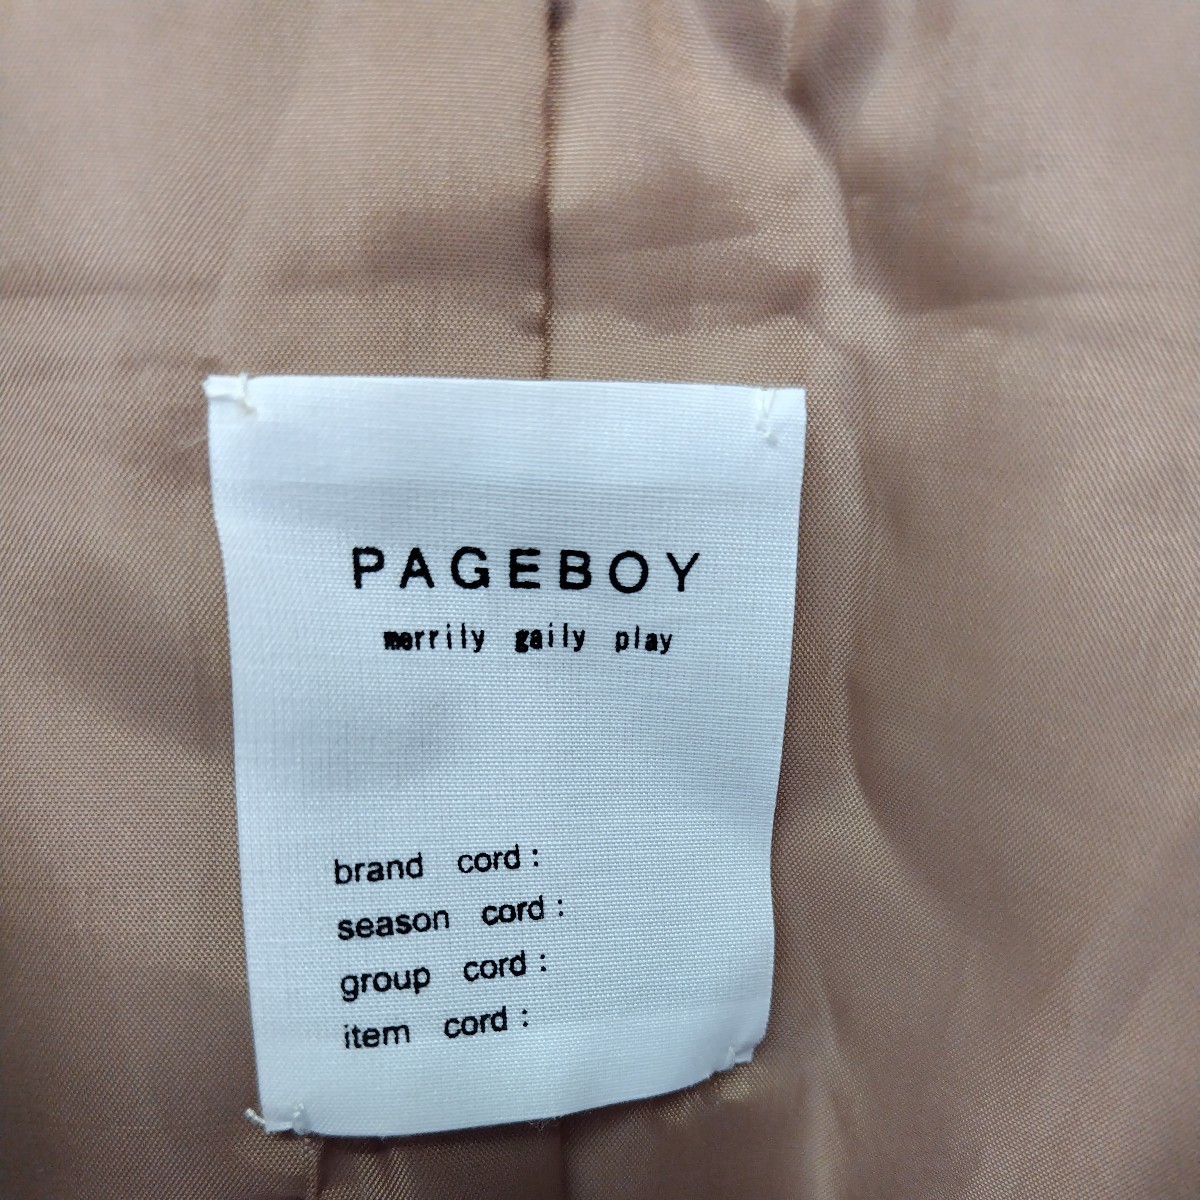 PAGEBOY
merrily gaily play
brand cord:
season cord:
group cord:
item cord: